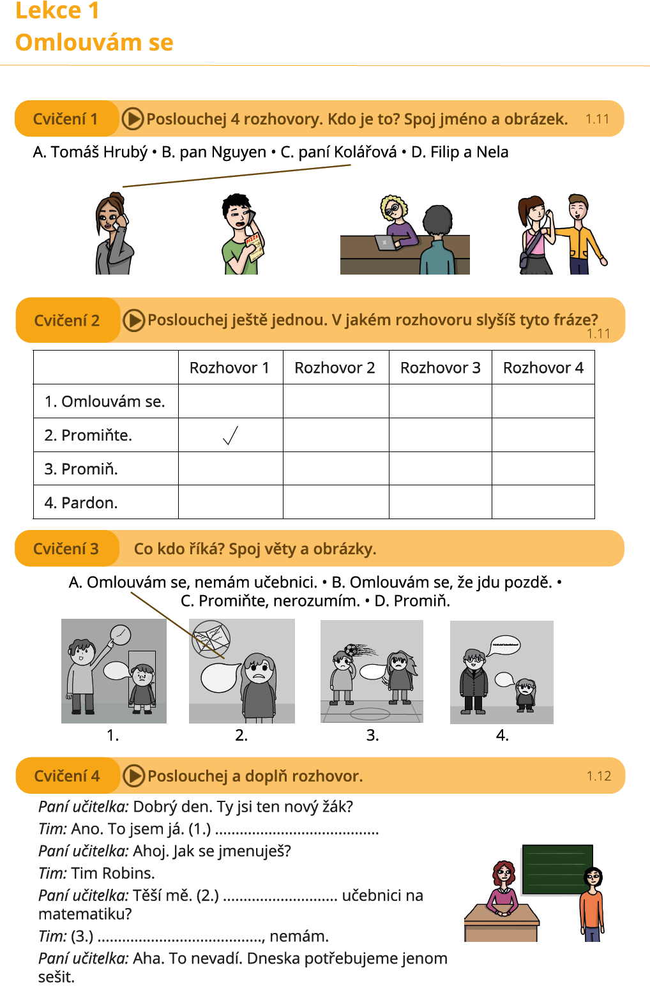 Lekce 1
Omlouvám se
Cvičení 1 Poslouchej 4 rozhovory. Kdo je to? Spoj jméno a obrázek. 1.11
A. Tomáš Hrubý • B. pan Nguyen • C. paní Kolářová • D. Filip a Nela
PIZZA
Cvičení 2 Poslouchej ještě jednou. V jakém rozhovoru slyšíš tyto fráze?
1.11
Rozhovor 1 Rozhovor 2 Rozhovor 3 Rozhovor 4
1. Omlouvám se.
2. Promiňte. ✓
3. Promiň.
4. Pardon.
Cvičení 3 Co kdo říká? Spoj věty a obrázky.
A. Omlouvám se, nemám učebnici. • B. Omlouvám se, že jdu pozdě. •
C. Promiňte, nerozumím. • D. Promiň.
1. 2. 3. 4.
Cvičení 4 Poslouchej a doplň rozhovor. 1.12
Paní učitelka: Dobrý den. Ty jsi ten nový žák?
Tim: Ano. To jsem já. (1.) ........................................
Paní učitelka: Ahoj. Jak se jmenuješ?
Tim: Tim Robins.
Paní učitelka: Těší mě. (2.) ............................ učebnici na
matematiku?
Tim: (3.) ........................................, nemám.
Paní učitelka: Aha. To nevadí. Dneska potřebujeme jenom
sešit.